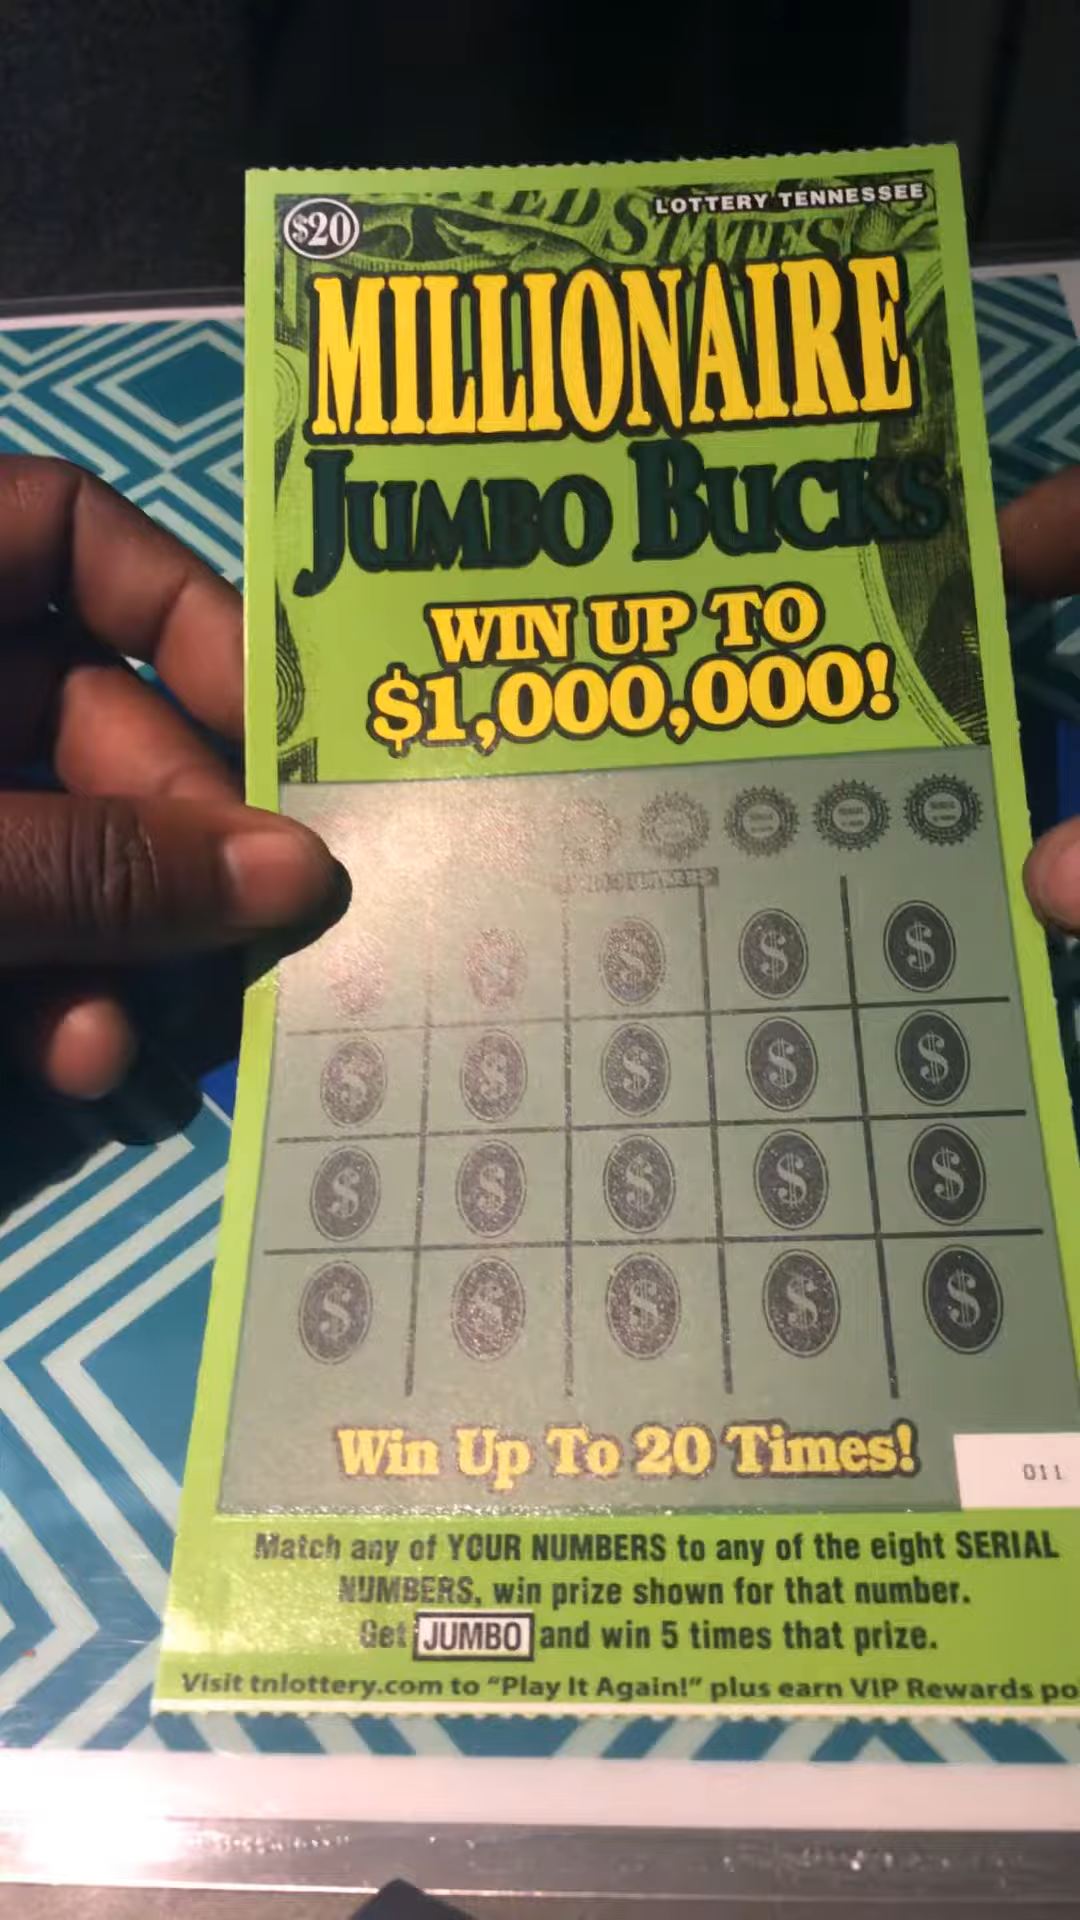 $20
LOTTERY TENNESSEE
STATES
MILLIONAIRE
JUMBO BUCKS
WIN UP TO
$1,000,000!
$ $ $ $ $
$ $ $ $ $
$ $ $ $ $
$ $ $ $ $
Win Up To 20 Times!
011
Match any of YOUR NUMBERS to any of the eight SERIAL
NUMBERS, win prize shown for that number.
Get JUMBO and win 5 times that prize.
Visit tnlottery.com to "Play It Again!" plus earn VIP Rewards po